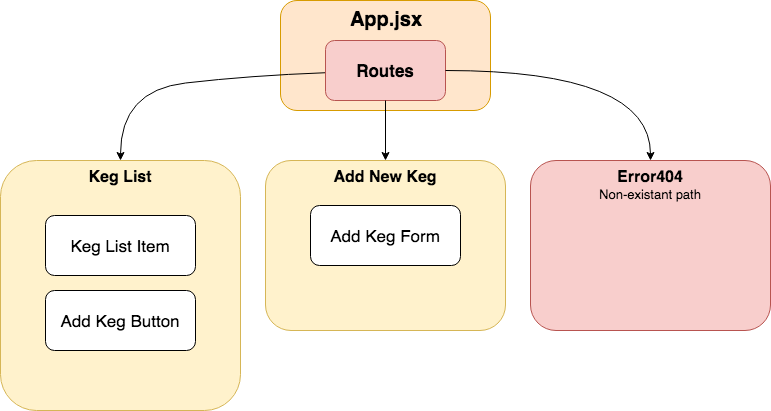 App.jsx
Routes
Keg List
Keg List Item
Add Keg Button
Add New Keg
Add Keg Form
Error404
Non-existant path